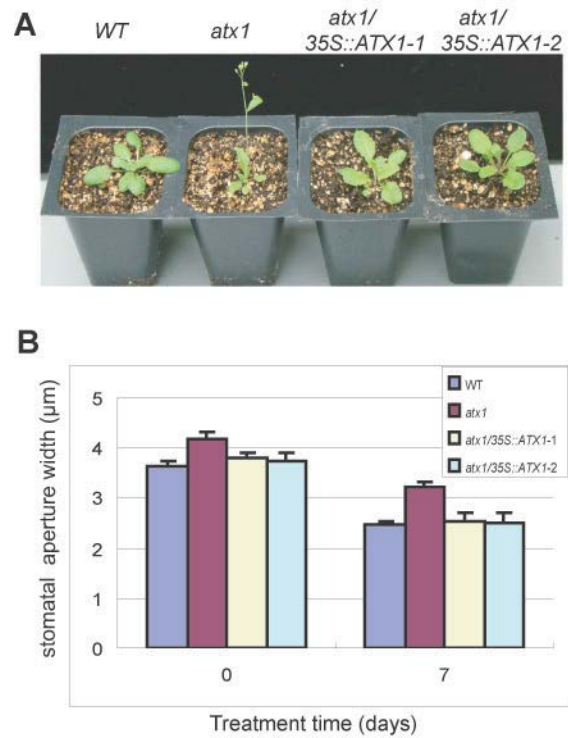 A
WT
atx1
atx1/
35S::ATX1-1
atx1/
35S::ATX1-2
B
stomatal aperture width (µm)
5
4
3
2
1
0
WT
atx1
atx1/35S::ATX1-1
atx1/35S::ATX1-2
0
7
Treatment time (days)